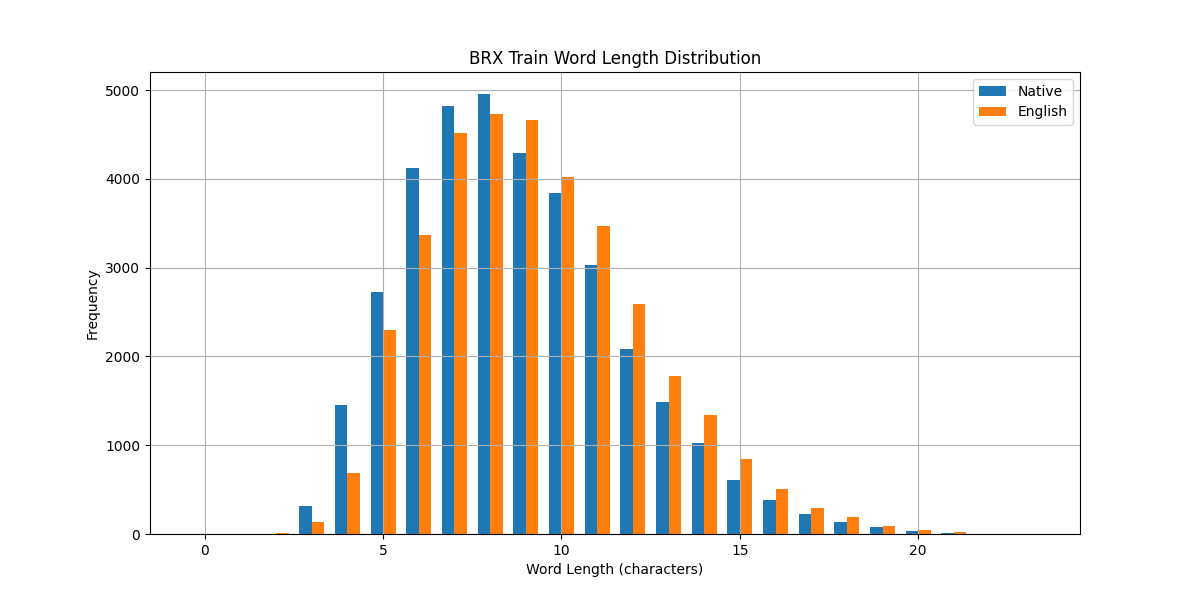 BRX Train Word Length Distribution
Native
English
5000
4000
3000
2000
1000
0
Frequency
0 5 10 15 20
Word Length (characters)